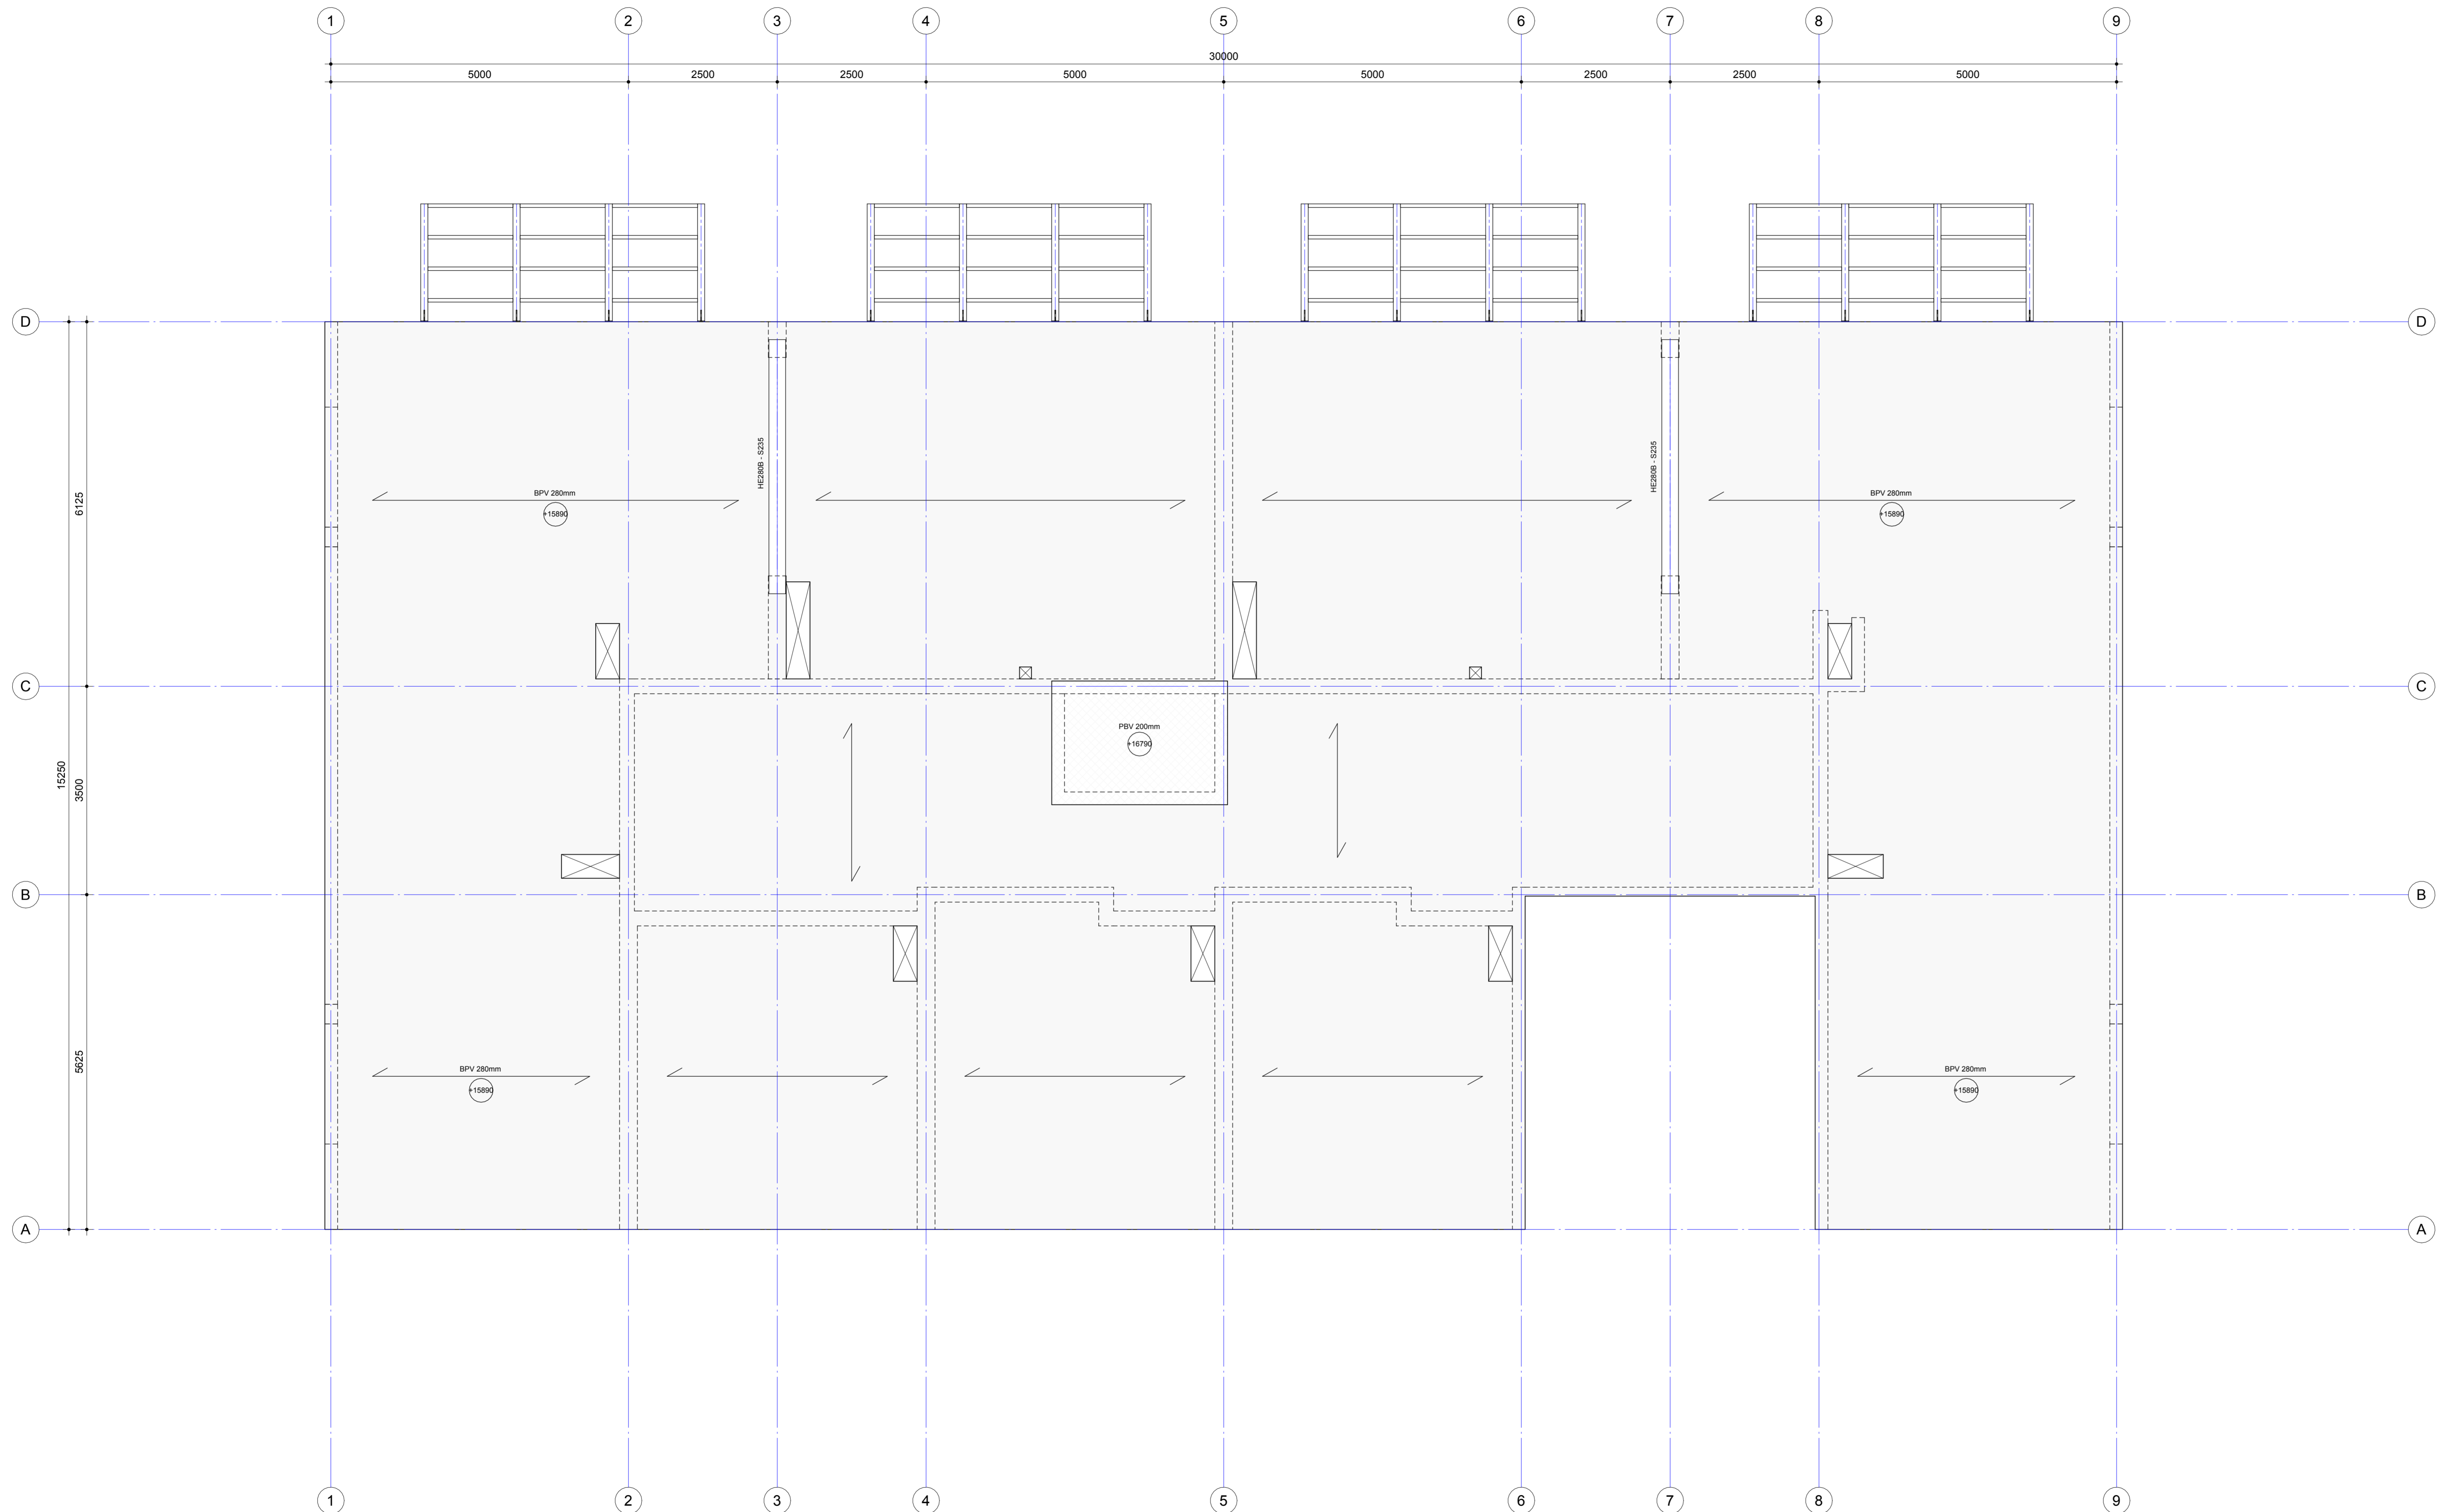 1 2 3 4 5 6 7 8 9
30000
5000 2500 2500 5000 5000 2500 2500 5000
D D
HE280B - S235 HE280B - S235
6125
BPV 280mm BPV 280mm
+15890 +15890
C C
PBV 200mm
+16790
15250
3500
B B
5625
BPV 280mm BPV 280mm
+15890 +15890
A A
1 2 3 4 5 6 7 8 9